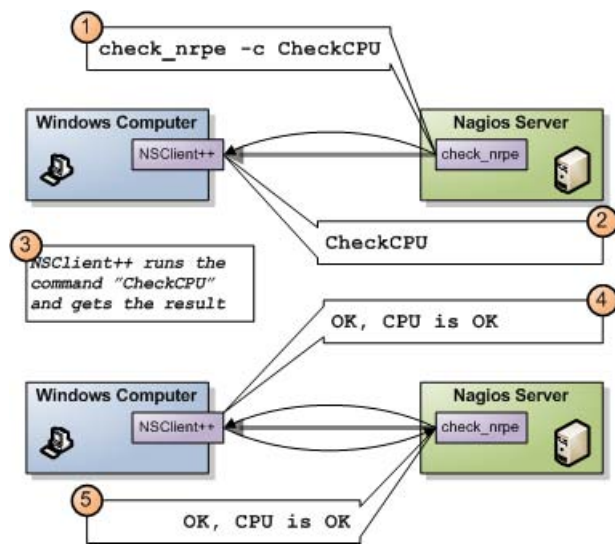 1
check_nrpe -c CheckCPU
Windows Computer
NSClient++
Nagios Server
check_nrpe
2
CheckCPU
3
NSClient++ runs the
command "CheckCPU"
and gets the result
4
OK, CPU is OK
Windows Computer
NSClient++
Nagios Server
check_nrpe
5
OK, CPU is OK